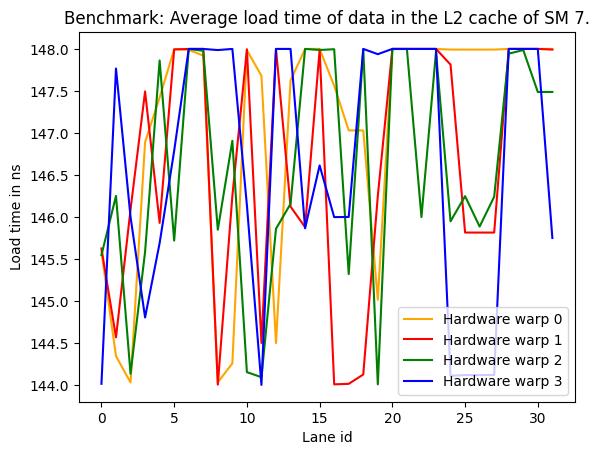 Benchmark: Average load time of data in the L2 cache of SM 7.
148.0
147.5
147.0
146.5
146.0
145.5
145.0
144.5
144.0
Load time in ns
0 5 10 15 20 25 30
Lane id
Hardware warp 0
Hardware warp 1
Hardware warp 2
Hardware warp 3